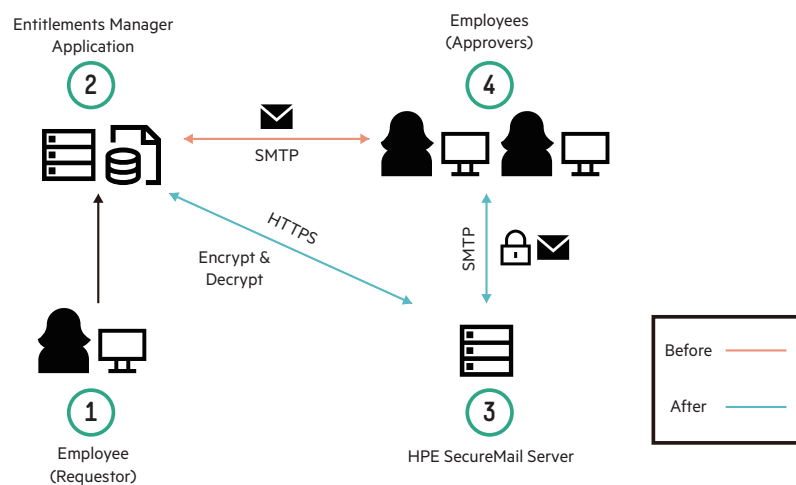 Entitlements Manager
Application
2
Employees
(Approvers)
4
SMTP
HTTPS
Encrypt &
Decrypt
SMTP
1
Employee
(Requestor)
3
HPE SecureMail Server
Before
After